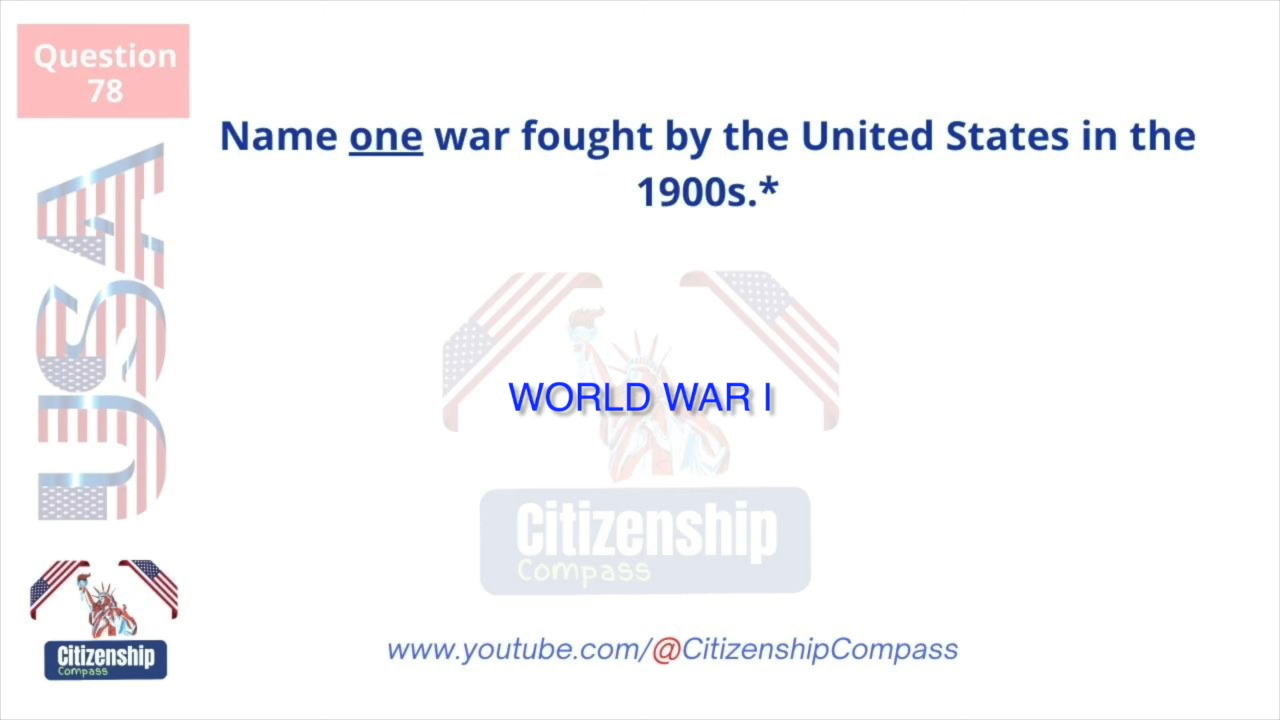 Question
78
Name one war fought by the United States in the
1900s.*
USA
WORLD WAR I
Citizenship
Compass
Citizenship
Compass
www.youtube.com/@CitizenshipCompass